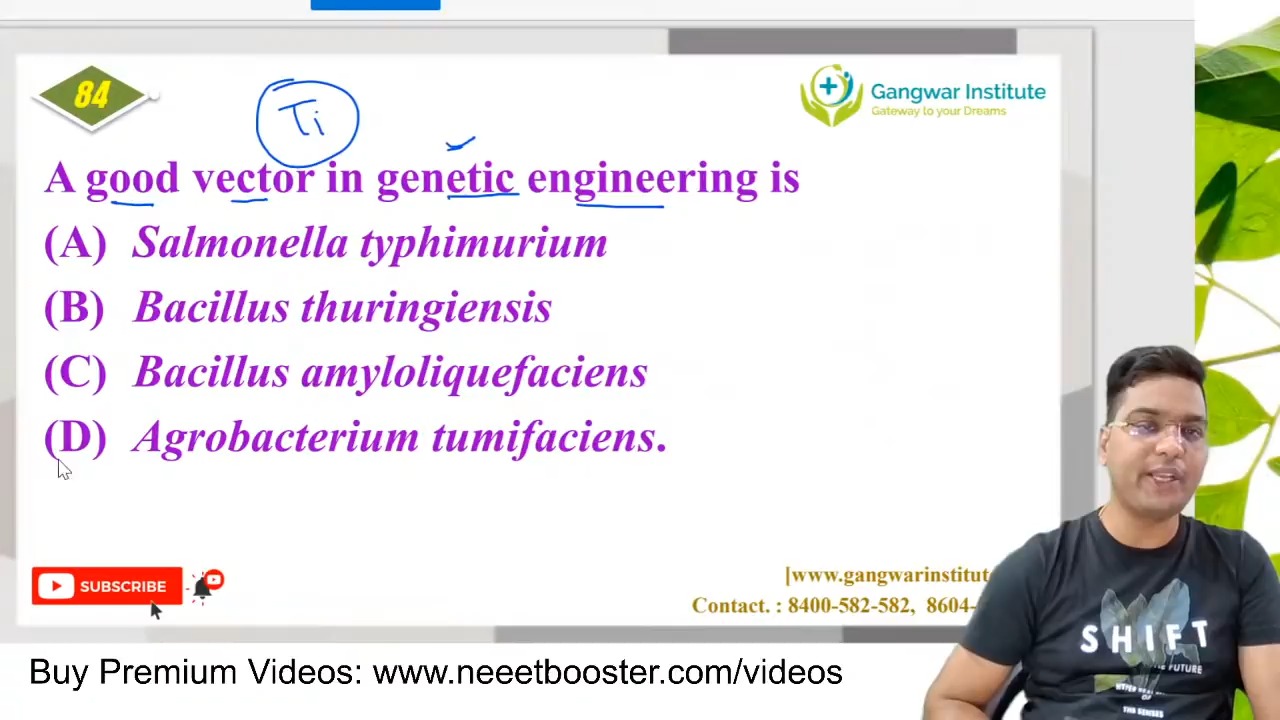 84
Ti
Gangwar Institute
Gateway to your Dreams
A good vector in genetic engineering is
(A) Salmonella typhimurium
(B) Bacillus thuringiensis
(C) Bacillus amyloliquefaciens
(D) Agrobacterium tumifaciens.
SUBSCRIBE
[www.gangwarinstitut
Contact. : 8400-582-582, 8604-
SHIFT
FUTURE
Buy Premium Videos: www.neeetbooster.com/videos